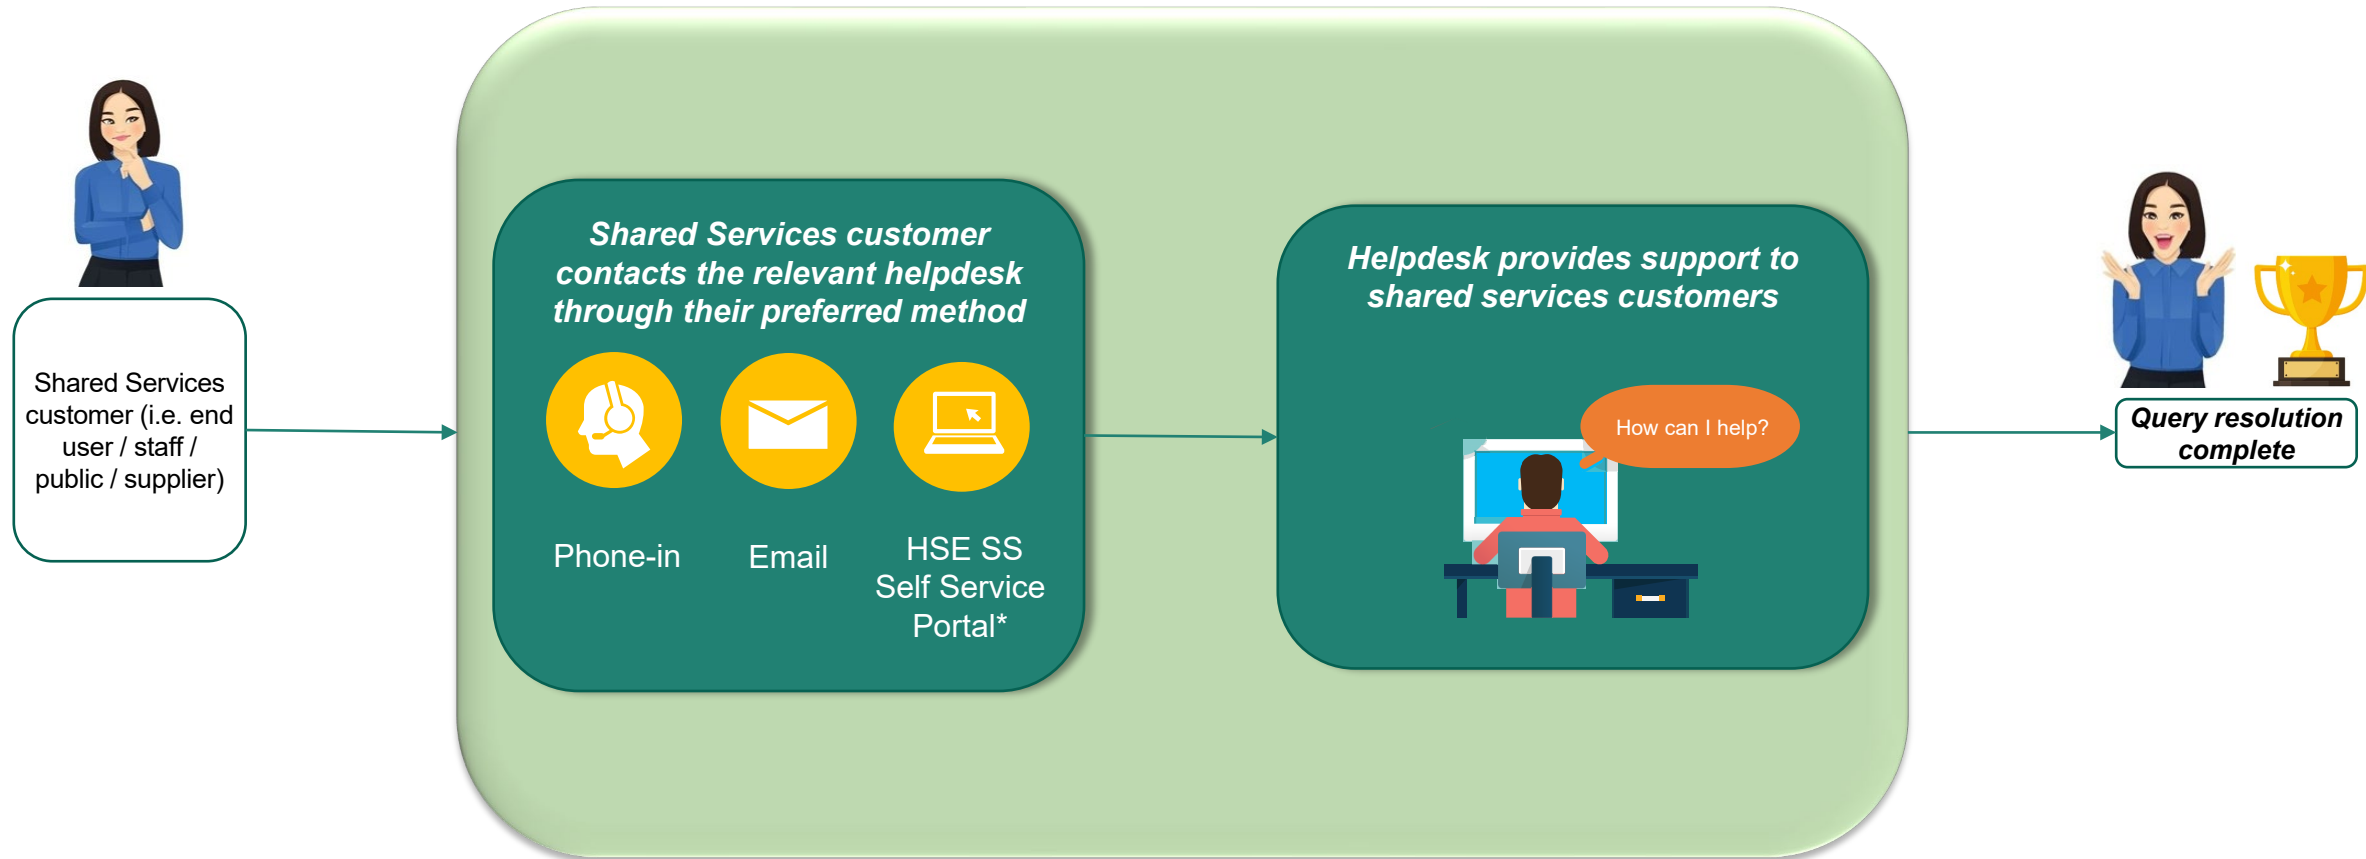 Shared Services
customer (i.e. end
user / staff /
public / supplier)
Shared Services customer
contacts the relevant helpdesk
through their preferred method
Phone-in
Email
HSE SS
Self Service
Portal*
Helpdesk provides support to
shared services customers
How can I help?
Query resolution
complete